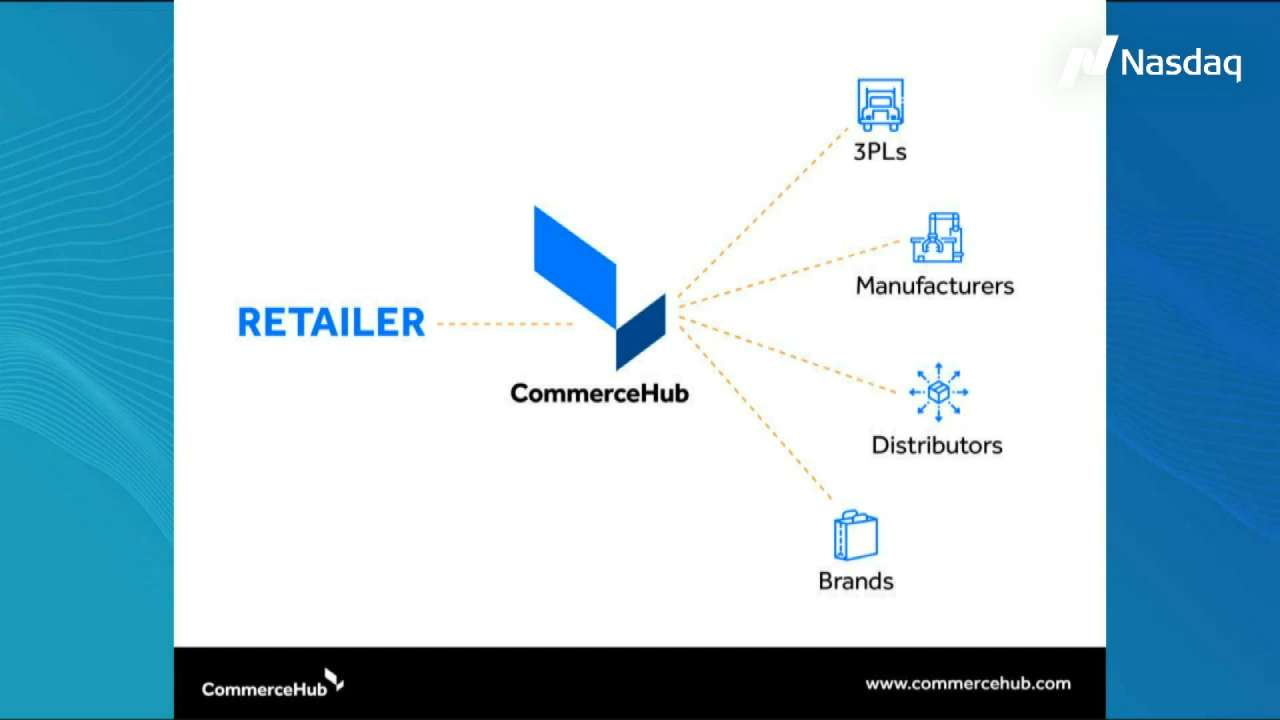 Nasdaq
3PLs
Manufacturers
RETAILER
CommerceHub
Distributors
Brands
CommerceHub
www.commercehub.com